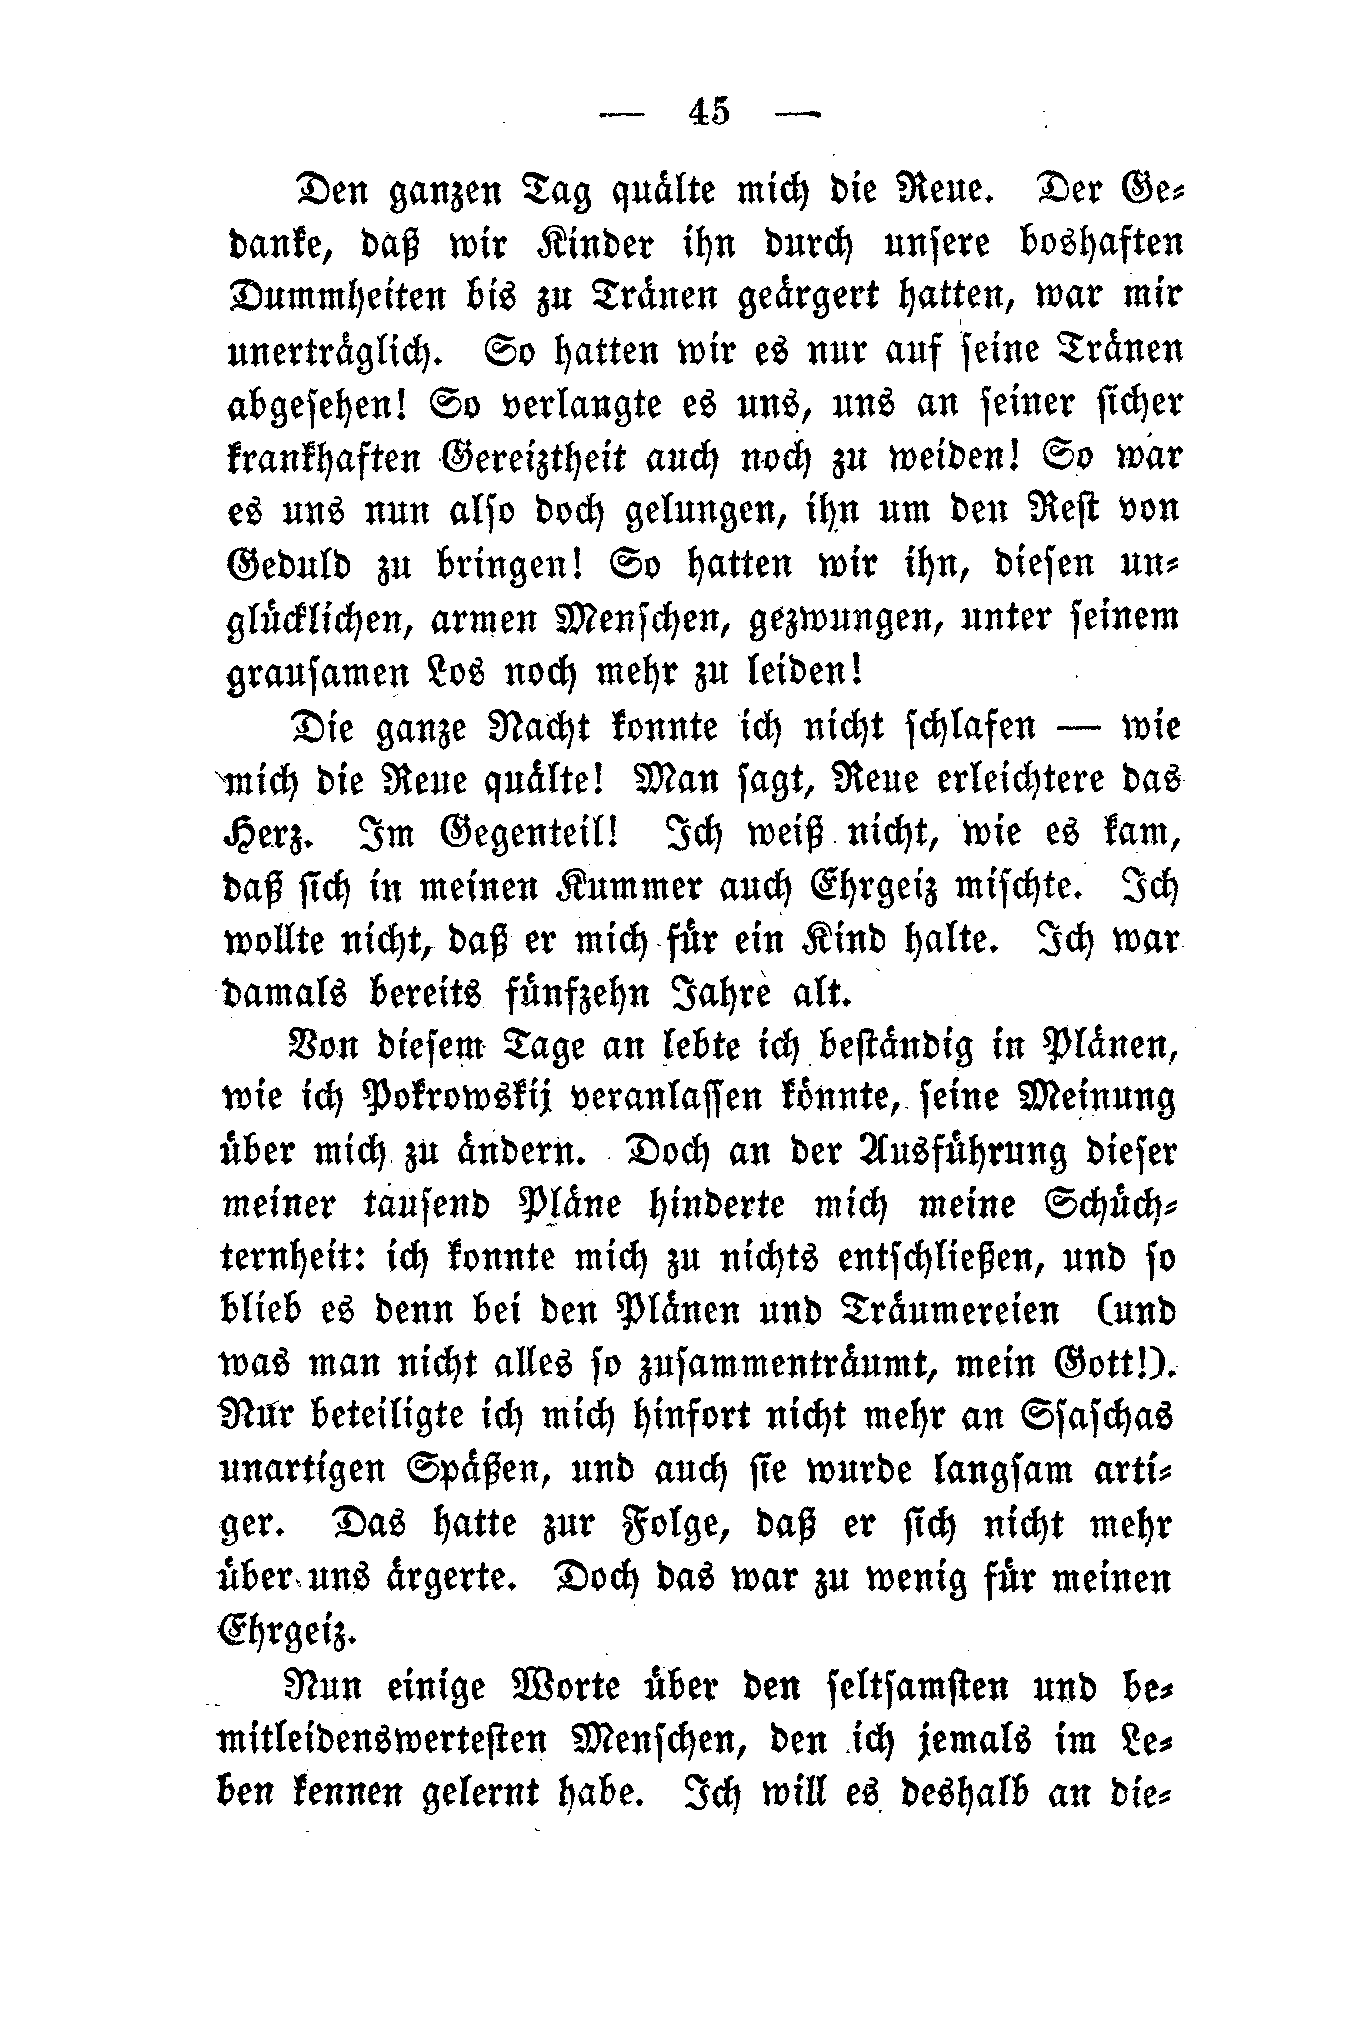 — 45 —
Den ganzen Tag quälte mich die Reue. Der Ge-
danke, daß wir Kinder ihn durch unsere boshaften
Dummheiten bis zu Tränen geärgert hatten, war mir
unerträglich. So hatten wir es nur auf seine Tränen
abgesehen! So verlangte es uns, uns an seiner sicher
krankhaften Gereiztheit auch noch zu weiden! So war
es uns nun also doch gelungen, ihn um den Rest von
Geduld zu bringen! So hatten wir ihn, diesen un-
glücklichen, armen Menschen, gezwungen, unter seinem
grausamen Los noch mehr zu leiden!
Die ganze Nacht konnte ich nicht schlafen — wie
mich die Reue quälte! Man sagt, Reue erleichtere das
Herz. Im Gegenteil! Ich weiß nicht, wie es kam,
daß sich in meinen Kummer auch Ehrgeiz mischte. Ich
wollte nicht, daß er mich für ein Kind halte. Ich war
damals bereits fünfzehn Jahre alt.
Von diesem Tage an lebte ich beständig in Plänen,
wie ich Pokrowskij veranlassen könnte, seine Meinung
über mich zu ändern. Doch an der Ausführung dieser
meiner tausend Pläne hinderte mich meine Schüch-
ternheit: ich konnte mich zu nichts entschließen, und so
blieb es denn bei den Plänen und Träumereien (und
was man nicht alles so zusammenträumt, mein Gott!).
Nur beteiligte ich mich hinfort nicht mehr an Ssaschas
unartigen Späßen, und auch sie wurde langsam arti-
ger. Das hatte zur Folge, daß er sich nicht mehr
über uns ärgerte. Doch das war zu wenig für meinen
Ehrgeiz.
Nun einige Worte über den seltsamsten und be-
mitleidenswertesten Menschen, den ich jemals im Le-
ben kennen gelernt habe. Ich will es deshalb an die-